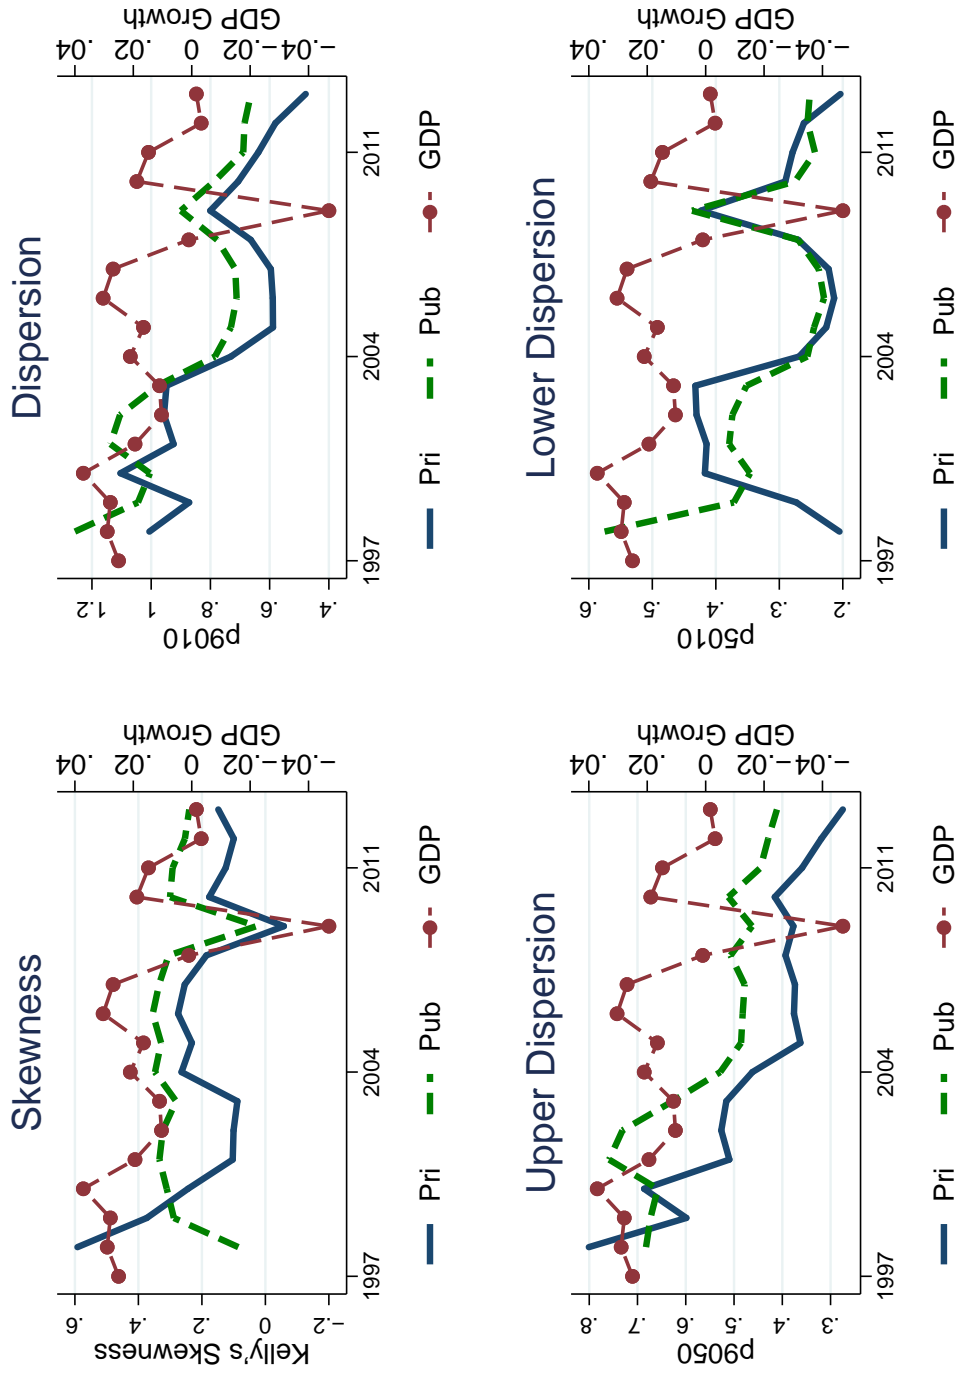 Skewness
Kelly's Skewness
-.2 0 .2 .4 .6
GDP Growth
-.04 -.02 0 .02 .04
1997 2004 2011
Pri Pub GDP
Dispersion
p9010
.4 .6 .8 1 1.2
GDP Growth
-.04 -.02 0 .02 .04
1997 2004 2011
Pri Pub GDP
Upper Dispersion
p9050
.3 .4 .5 .6 .7 .8
GDP Growth
-.04 -.02 0 .02 .04
1997 2004 2011
Pri Pub GDP
Lower Dispersion
p5010
.2 .3 .4 .5 .6
GDP Growth
-.04 -.02 0 .02 .04
1997 2004 2011
Pri Pub GDP